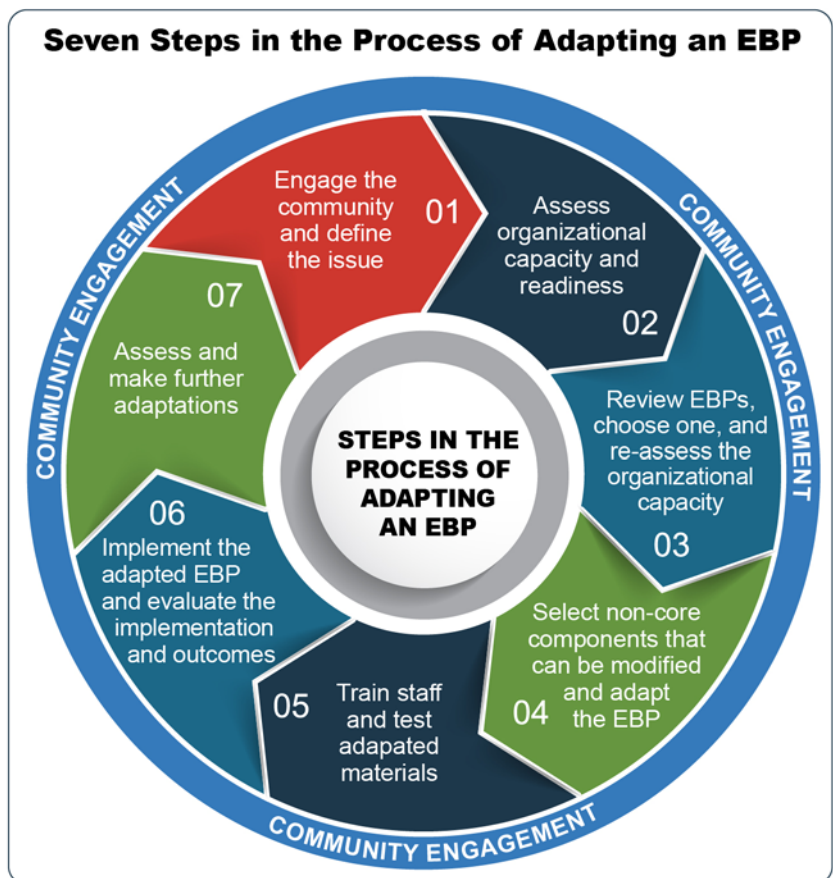 Seven Steps in the Process of Adapting an EBP
COMMUNITY ENGAGEMENT
COMMUNITY ENGAGEMENT
COMMUNITY ENGAGEMENT
Engage the
community
and define
the issue
01
Assess
organizational
capacity and
readiness
02
Review EBPs,
choose one, and
re-assess the
organizational
capacity
03
Select non-core
components that
can be modified
and adapt
the EBP
04
05
Train staff
and test
adapated
materials
06
Implement the
adapted EBP
and evaluate the
implementation
and outcomes
07
Assess and
make further
adaptations
STEPS IN THE
PROCESS OF
ADAPTING
AN EBP